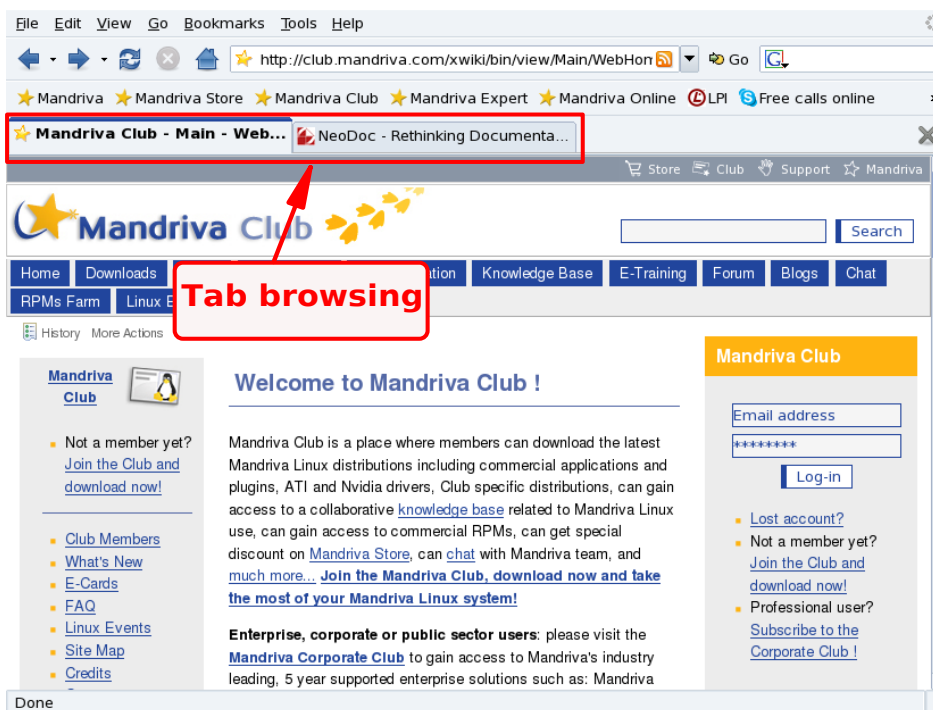 File Edit View Go Bookmarks Tools Help
http://club.mandriva.com/xwiki/bin/view/Main/WebHom Go G
Mandriva Mandriva Store Mandriva Club Mandriva Expert Mandriva Online LPI Free calls online
Mandriva Club - Main - Web... NeoDoc - Rethinking Documenta...
Store Club Support Mandriva
Mandriva Club
Search
Home Downloads Knowledge Base E-Training Forum Blogs Chat
Tab browsing
RPMs Farm Linux
History More Actions
Mandriva Club
Mandriva
Club
Welcome to Mandriva Club !
Email address
********
Log-in
Not a member yet?
Join the Club and
download now!
Club Members
What's New
E-Cards
FAQ
Linux Events
Site Map
Credits
Mandriva Club is a place where members can download the latest
Mandriva Linux distributions including commercial applications and
plugins, ATI and Nvidia drivers, Club specific distributions, can gain
access to a collaborative knowledge base related to Mandriva Linux
use, can gain access to commercial RPMs, can get special
discount on Mandriva Store, can chat with Mandriva team, and
much more... Join the Mandriva Club, download now and take
the most of your Mandriva Linux system!
Enterprise, corporate or public sector users: please visit the
Mandriva Corporate Club to gain access to Mandriva's industry
leading, 5 year supported enterprise solutions such as: Mandriva
Lost account?
Not a member yet?
Join the Club and
download now!
Professional user?
Subscribe to the
Corporate Club !
Done